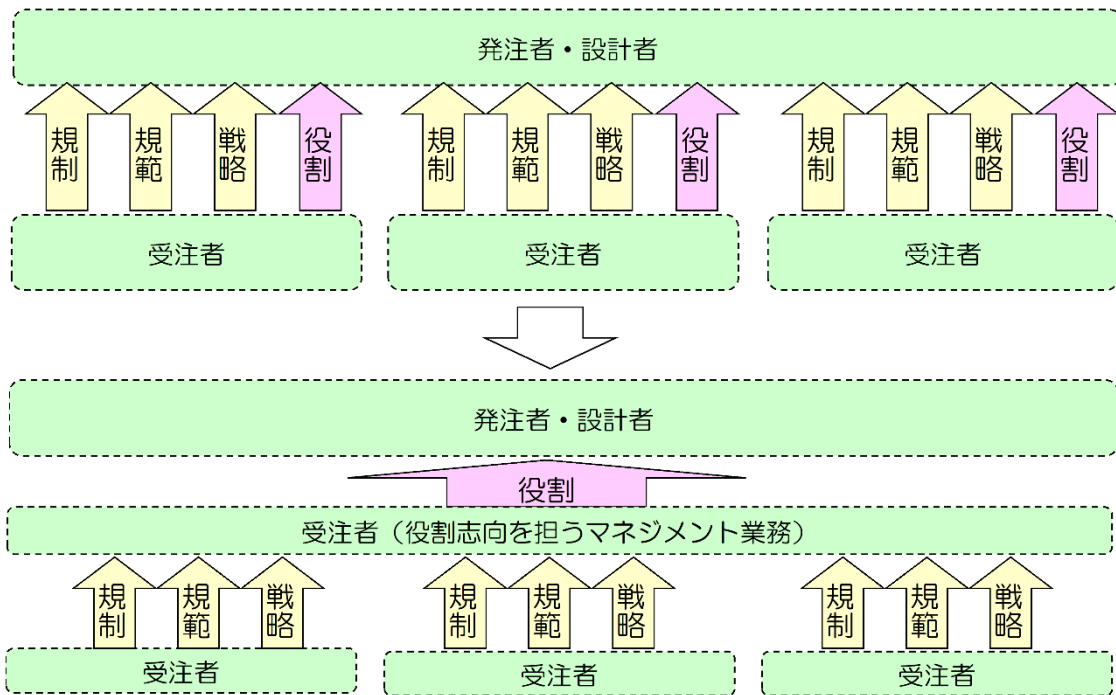 発注者・設計者
規制
規範
戦略
役割
規制
規範
戦略
役割
規制
規範
戦略
役割
受注者
受注者
受注者
発注者・設計者
役割
受注者（役割志向を担うマネジメント業務）
規制
規範
戦略
規制
規範
戦略
規制
規範
戦略
受注者
受注者
受注者